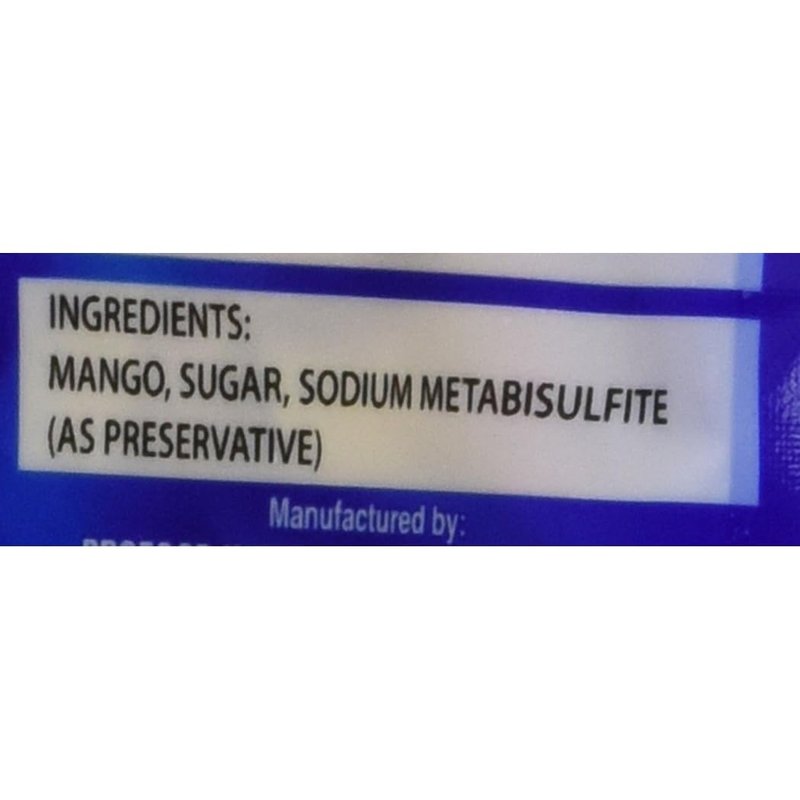 INGREDIENTS:
MANGO, SUGAR, SODIUM METABISULFITE
(AS PRESERVATIVE)
Manufactured by: